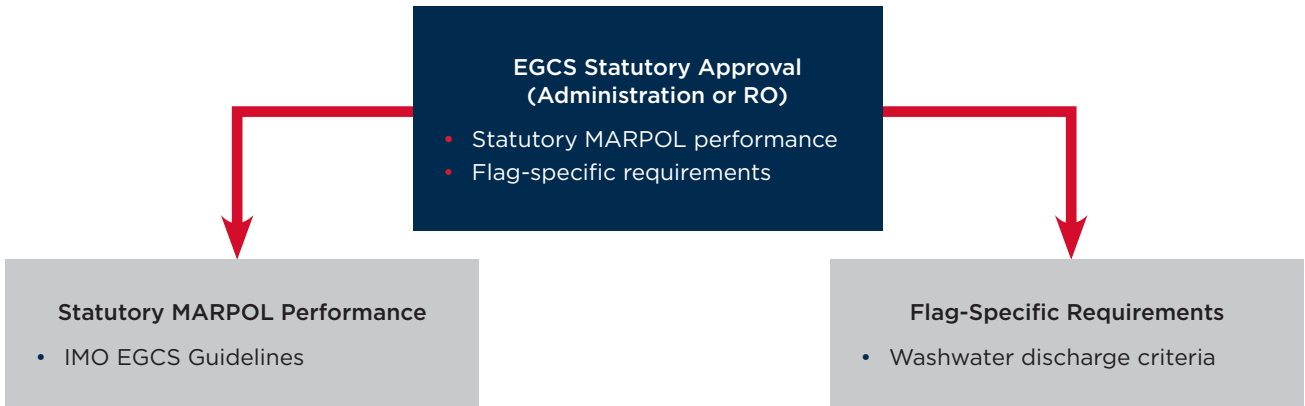 EGCS Statutory Approval
(Administration or RO)
• Statutory MARPOL performance
• Flag-specific requirements
Statutory MARPOL Performance
• IMO EGCS Guidelines
Flag-Specific Requirements
• Washwater discharge criteria